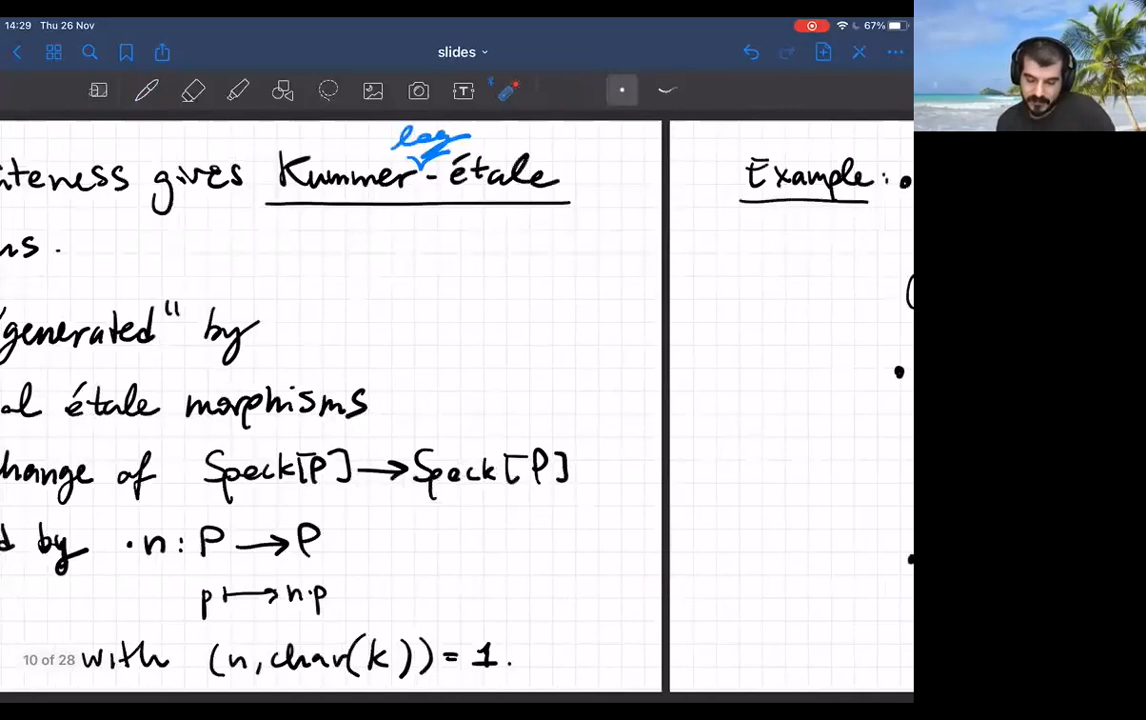 14:29 Thu 26 Nov
67%
slides
log
iteness gives Kummer-étale
ns.
"generated" by
al étale morphisms
change of Spec k[P] → Spec k[P]
d by ·n: P → P
p ↦ n·p
10 of 28
with (n, char(k)) = 1.
Example: